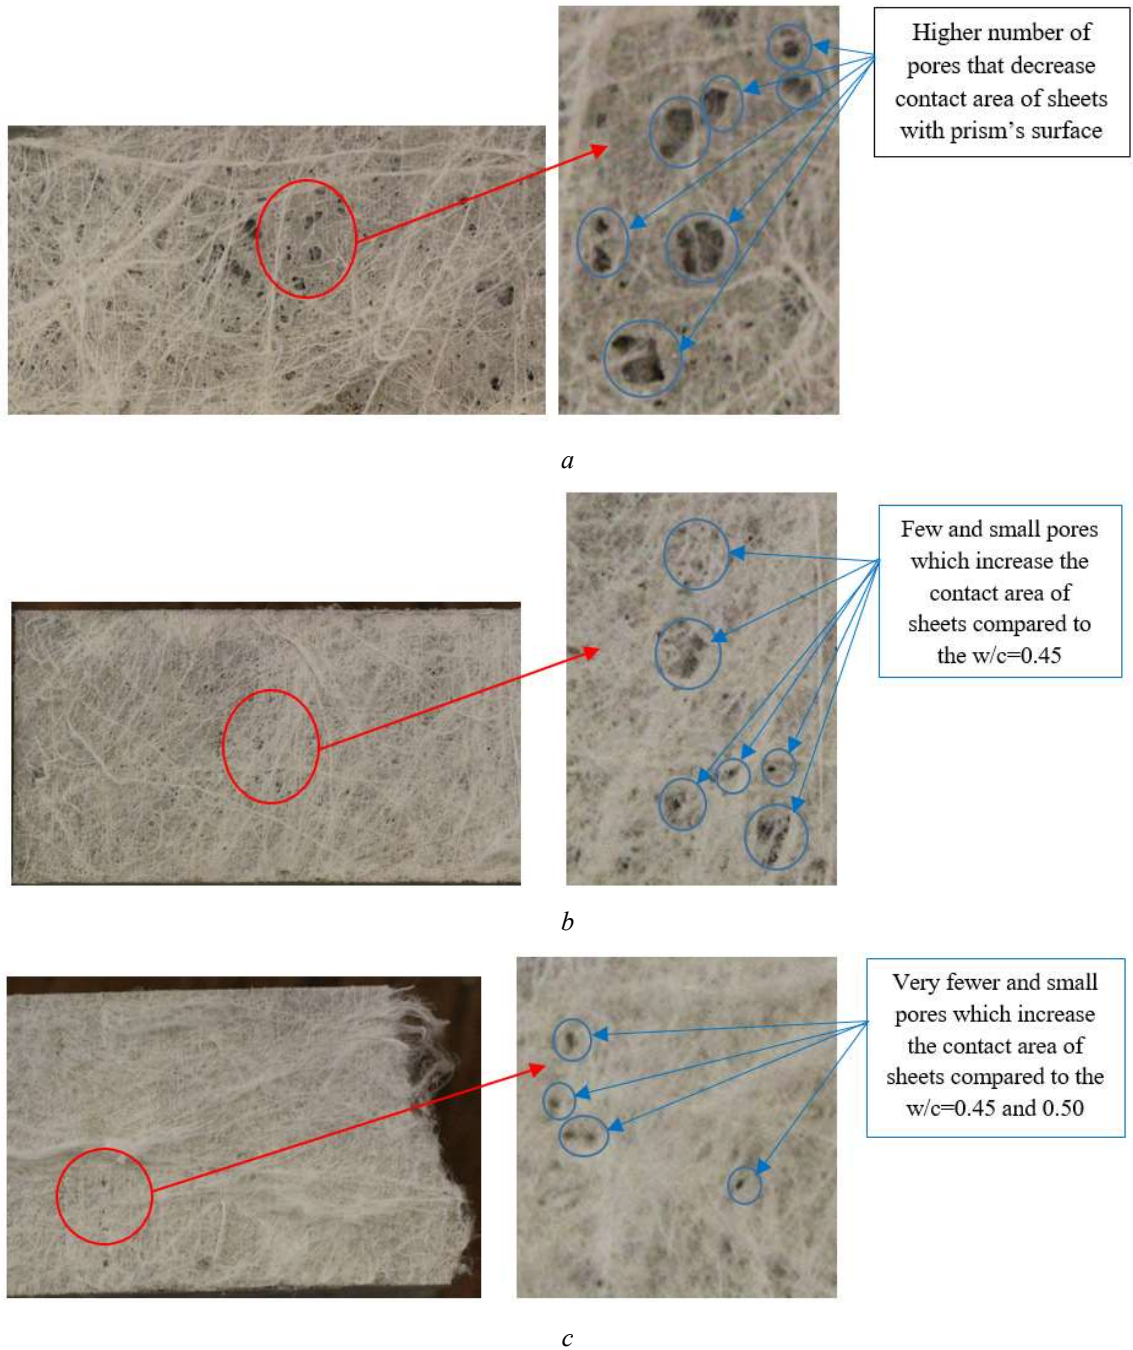 Higher number of
pores that decrease
contact area of sheets
with prism's surface
a
Few and small pores
which increase the
contact area of
sheets compared to
the w/c=0.45
b
Very fewer and small
pores which increase
the contact area of
sheets compared to the
w/c=0.45 and 0.50
c